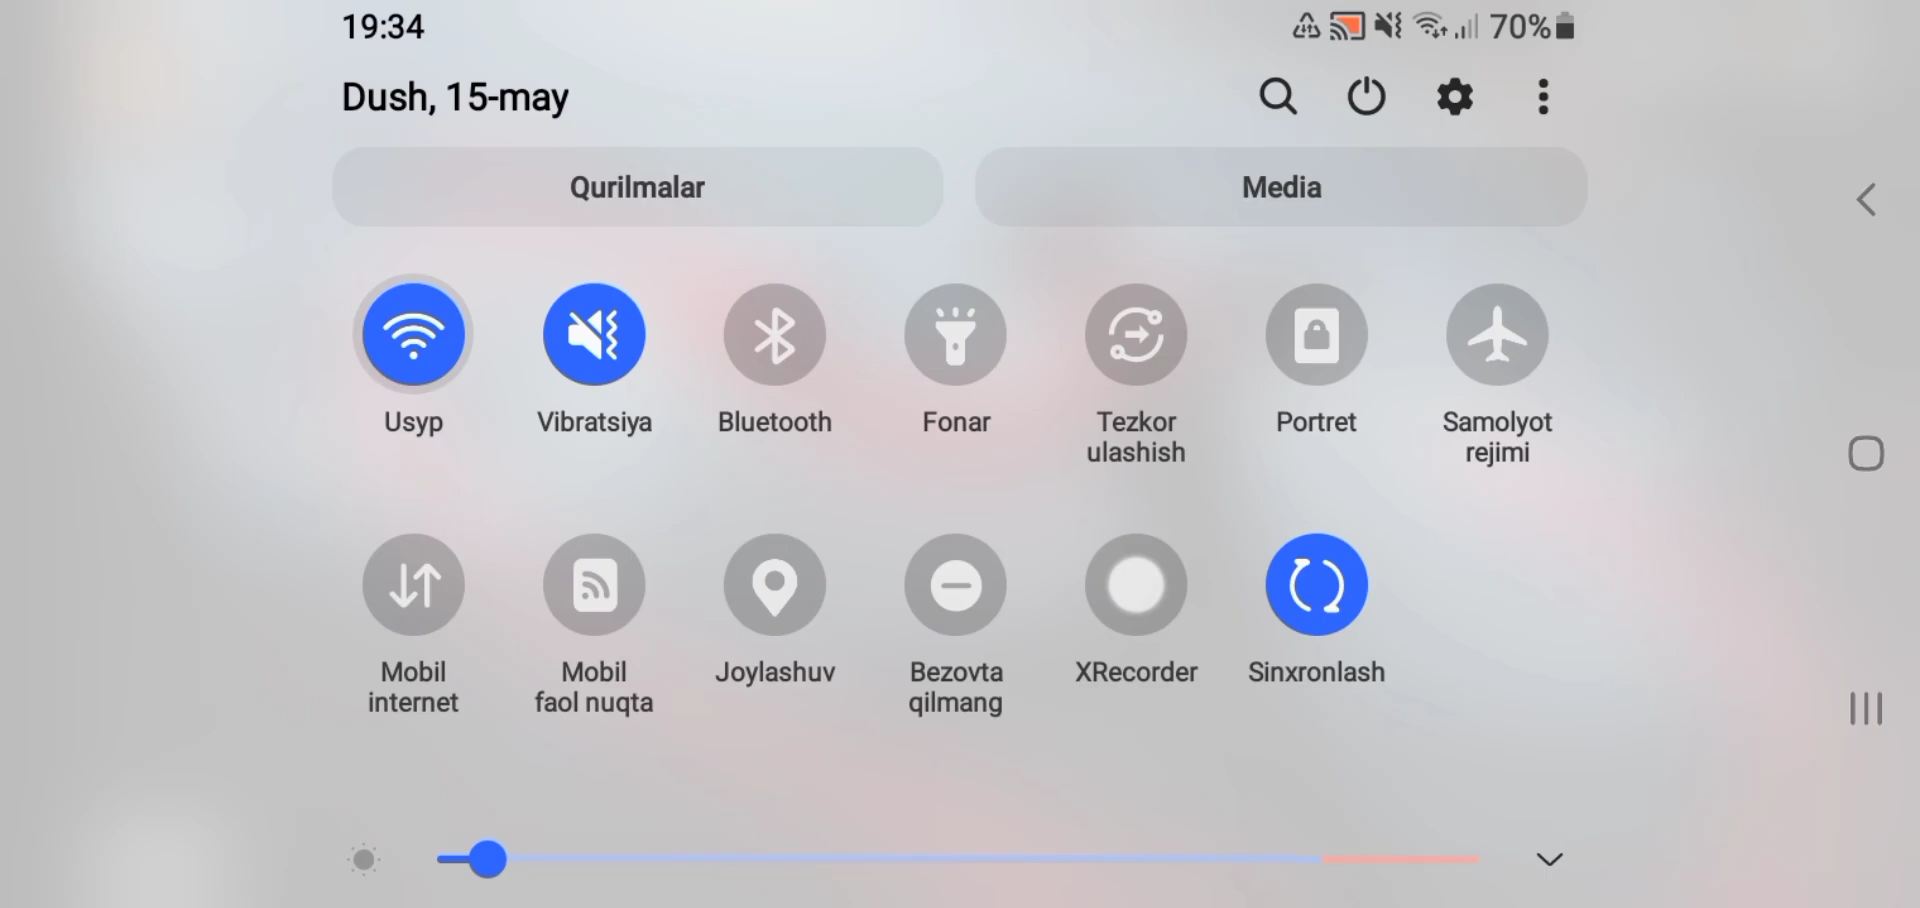 19:34
70%
Dush, 15-may
Qurilmalar
Media
Usyp
Vibratsiya
Bluetooth
Fonar
Tezkor
ulashish
Portret
Samolyot
rejimi
Mobil
internet
Mobil
faol nuqta
Joylashuv
Bezovta
qilmang
XRecorder
Sinxronlash